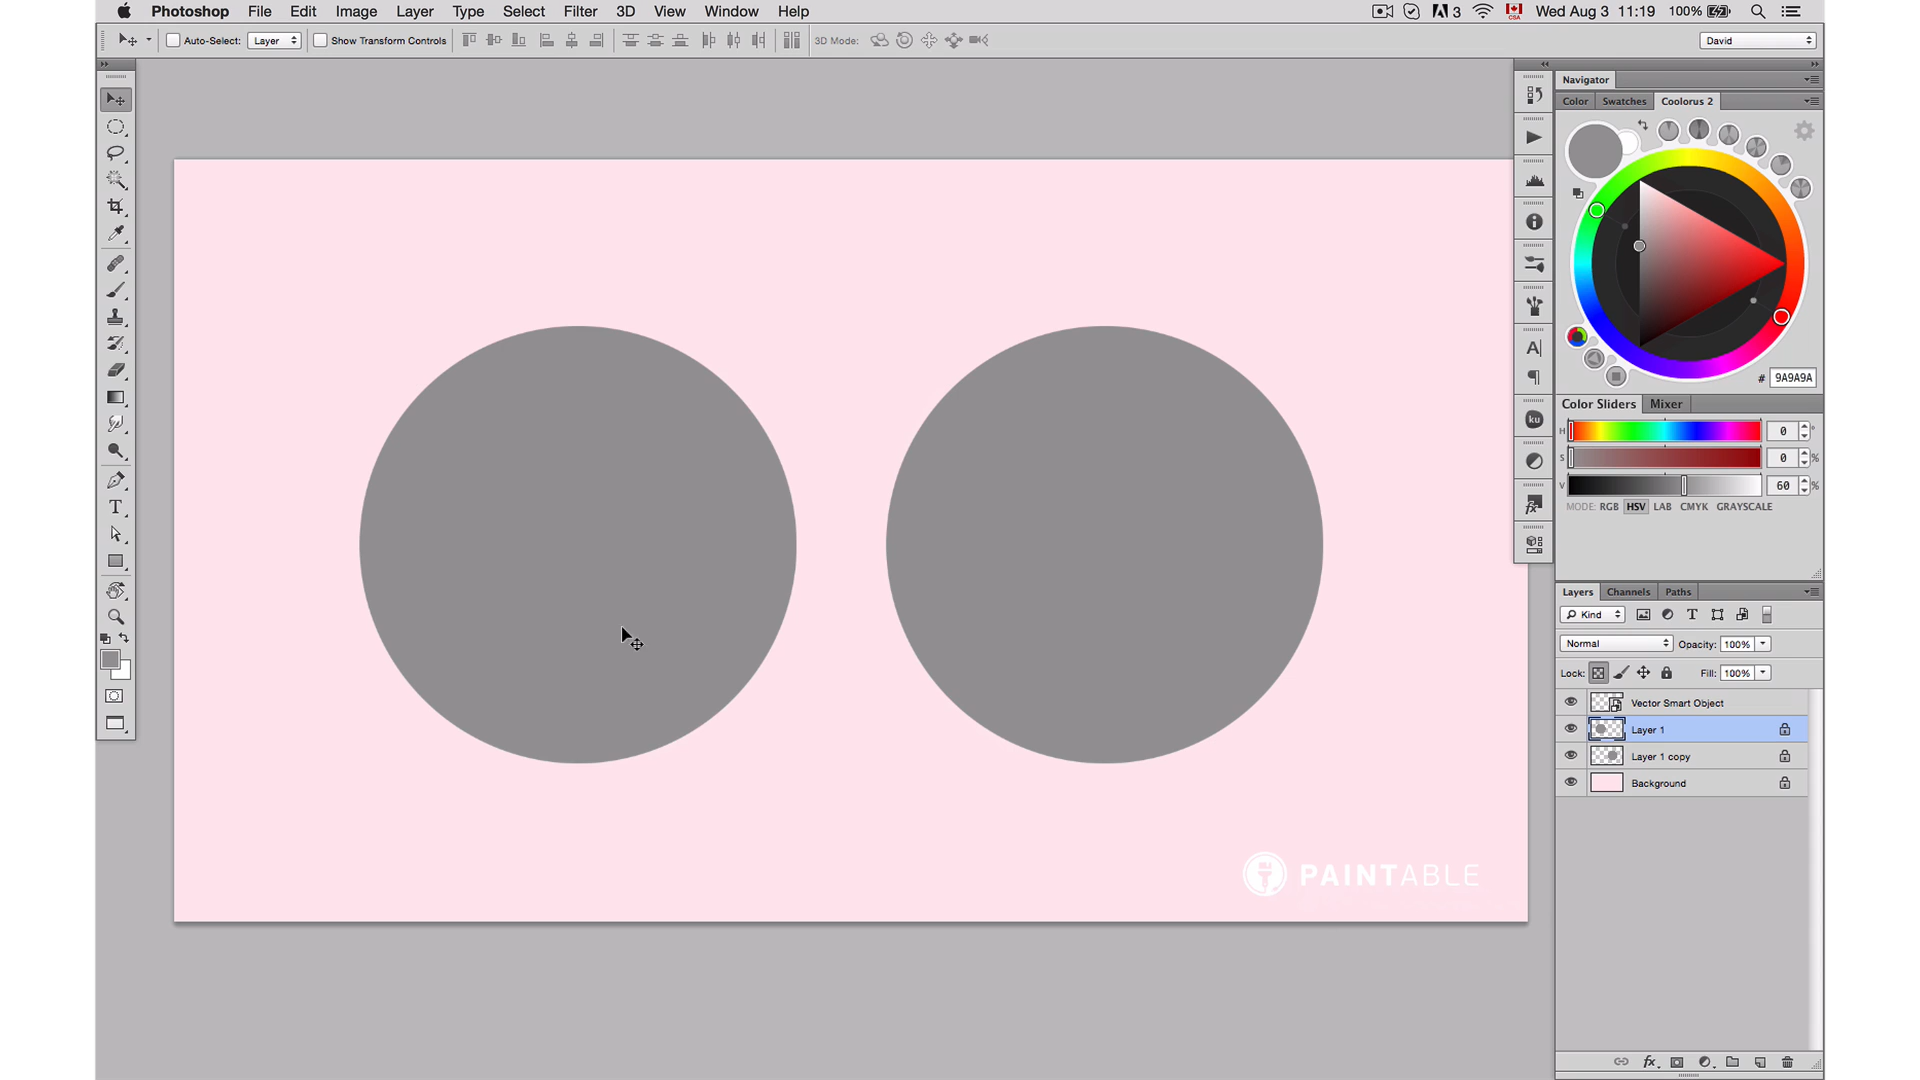 Photoshop File Edit Image Layer Type Select Filter 3D View Window Help 3 Wed Aug 3 11:19 100%
Auto-Select: Layer Show Transform Controls 3D Mode: David
Navigator
Color Swatches Coolorus 2
# 9A9A9A
Color Sliders Mixer
H 0 °
S 0 %
V 60 %
MODE: RGB HSV LAB CMYK GRAYSCALE
Layers Channels Paths
Kind
Normal Opacity: 100%
Lock: Fill: 100%
Vector Smart Object
Layer 1
Layer 1 copy
Background
PAINTABLE